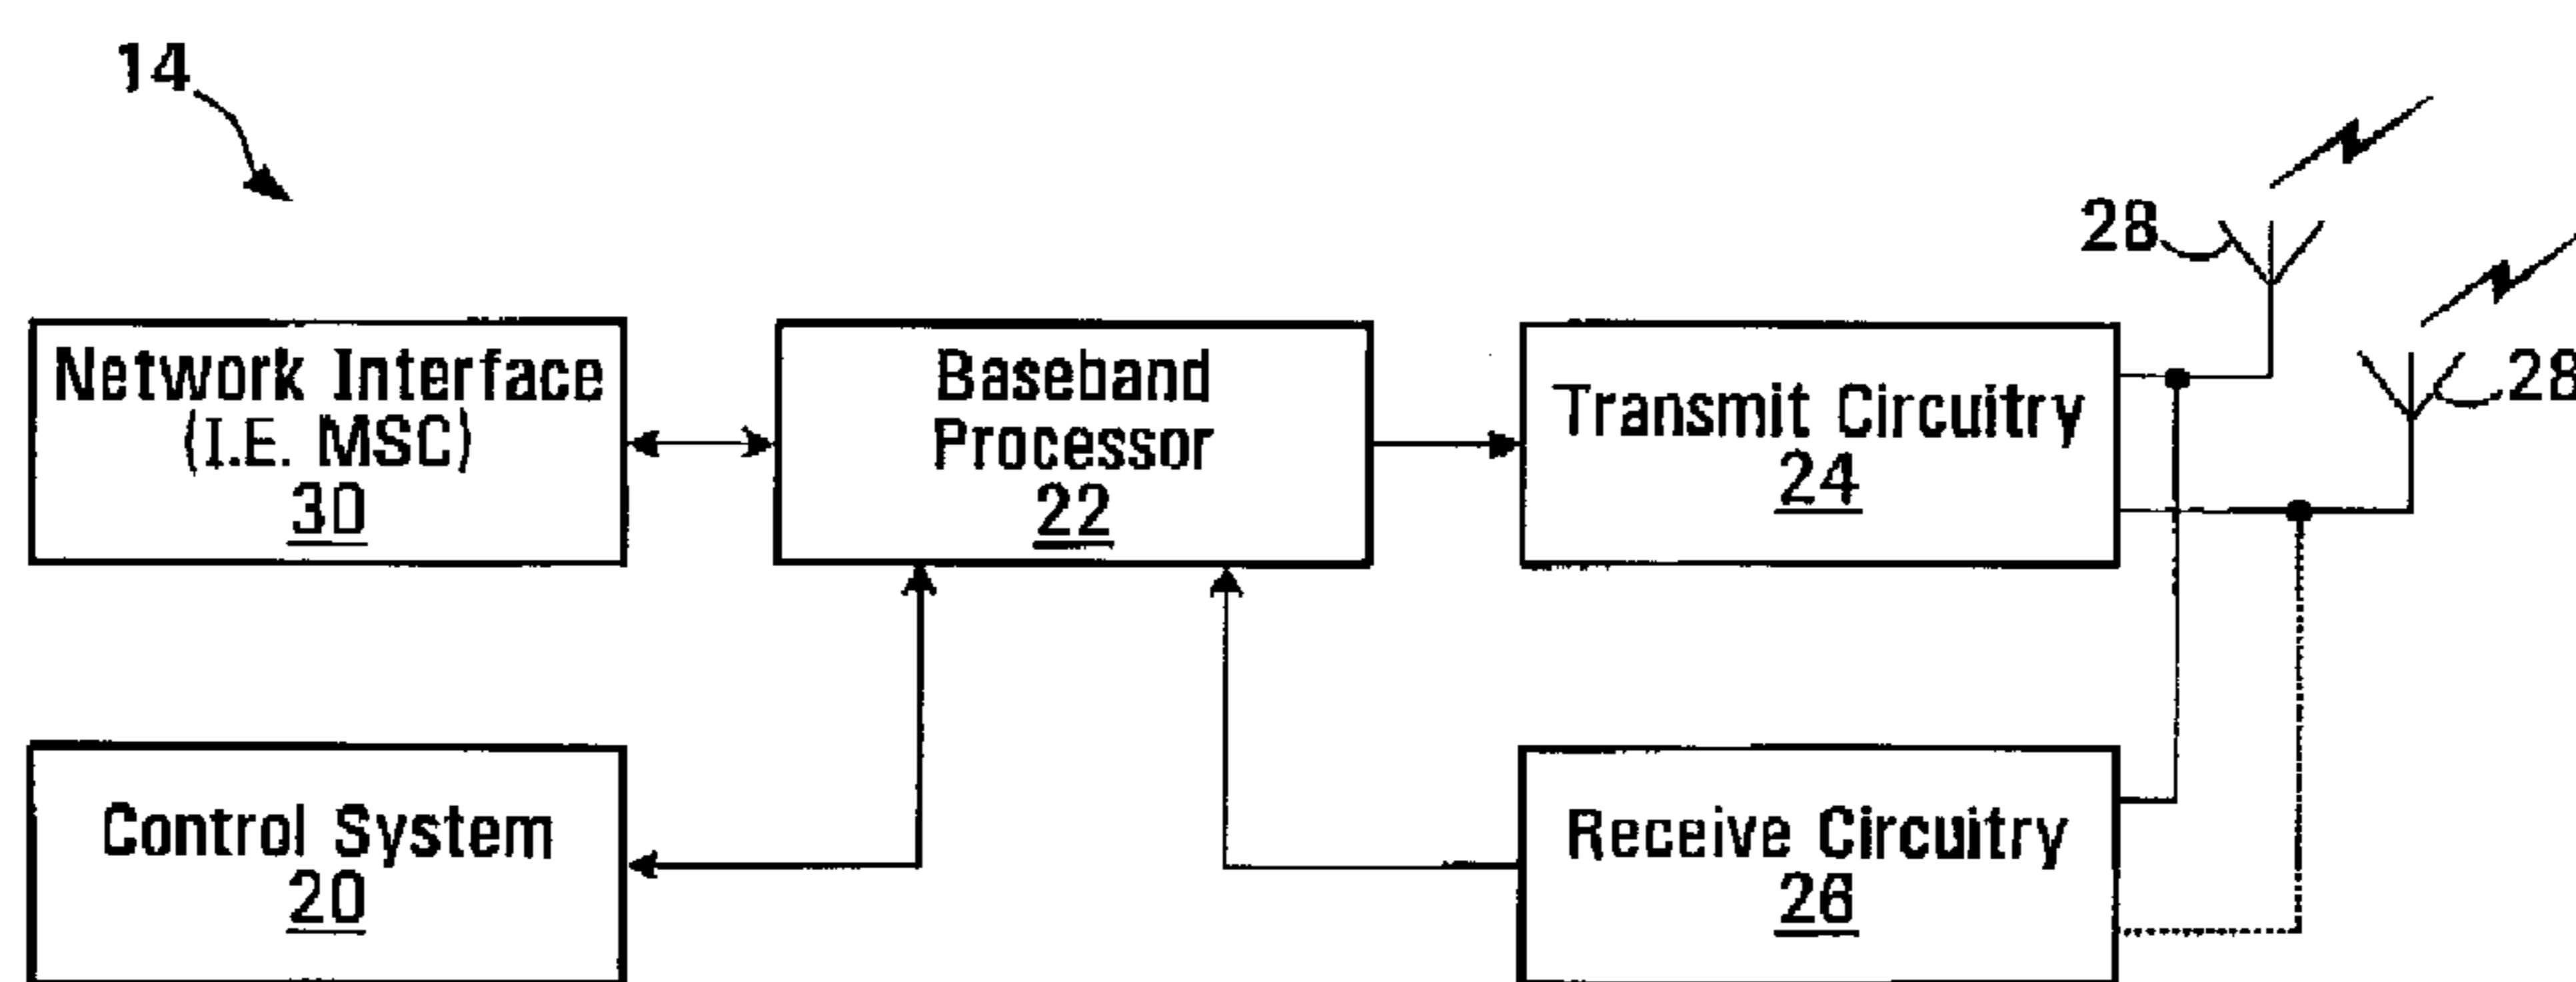 14
28
28
Network Interface
(I.E. MSC)
30
Baseband
Processor
22
Transmit Circuitry
24
Control System
20
Receive Circuitry
26